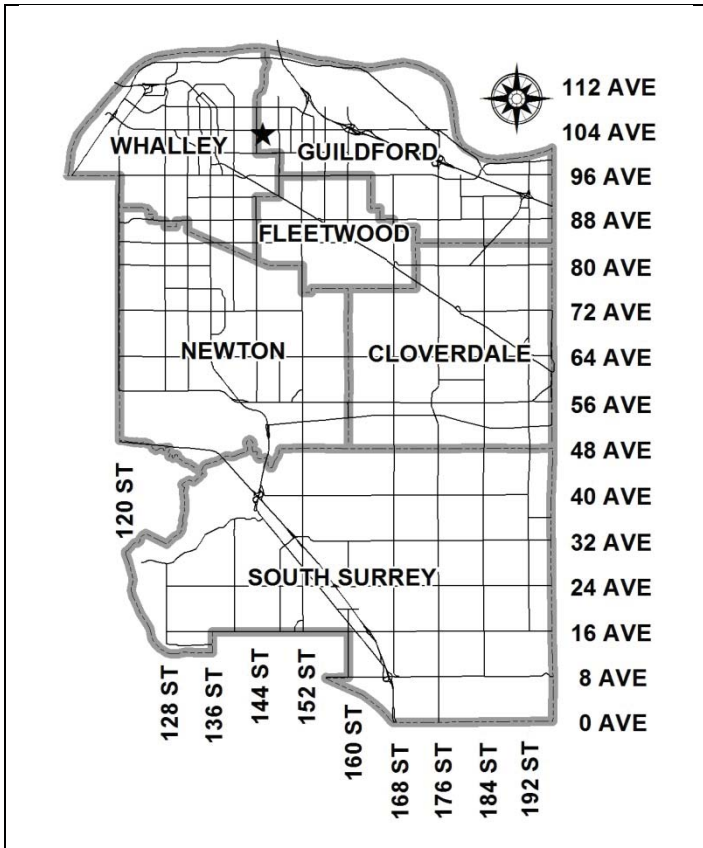 112 AVE
104 AVE
WHALLEY
GUILDFORD
96 AVE
88 AVE
FLEETWOOD
80 AVE
72 AVE
NEWTON
CLOVERDALE
64 AVE
56 AVE
48 AVE
120 ST
40 AVE
32 AVE
SOUTH SURREY
24 AVE
16 AVE
8 AVE
0 AVE
128 ST
136 ST
144 ST
152 ST
160 ST
168 ST
176 ST
184 ST
192 ST